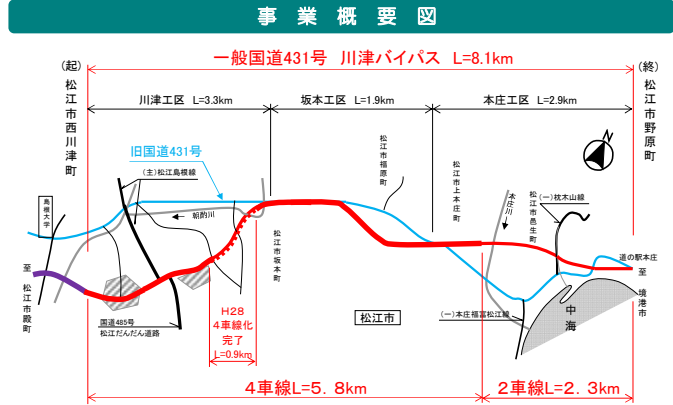 事業概要図
一般国道431号 川津バイパス L=8.1km
(起)
松江市西川津町
(終)
松江市野原町
川津工区 L=3.3km
坂本工区 L=1.9km
本庄工区 L=2.9km
旧国道431号
(主)松江島根線
島根大学
朝酌川
松江市福原町
松江市上本庄町
本庄川
松江市邑生町
(一)枕木山線
道の駅本庄
至 松江市殿町
至 境港市
松江市坂本町
国道485号
松江だんだん道路
H28
4車線化
完了
L=0.9km
松江市
(一)本庄福富松江線
中海
4車線L=5.8km
2車線L=2.3km